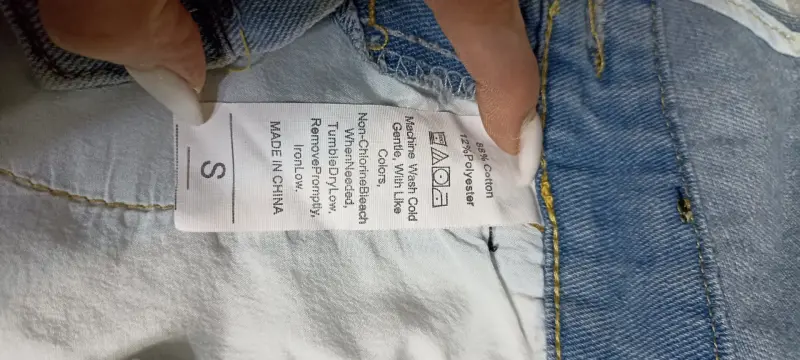 88% Cotton
12%Polyester
Machine Wash Cold
Gentle, With Like
Colors,
Non-ChlorineBleach
WhenNeeded,
TumbleDryLow,
RemovePromptly,
IronLow.
MADE IN CHINA
S